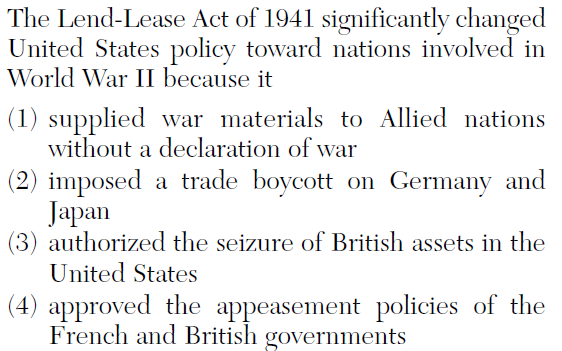 The Lend-Lease Act of 1941 significantly changed
United States policy toward nations involved in
World War II because it
(1) supplied war materials to Allied nations
without a declaration of war
(2) imposed a trade boycott on Germany and
Japan
(3) authorized the seizure of British assets in the
United States
(4) approved the appeasement policies of the
French and British governments